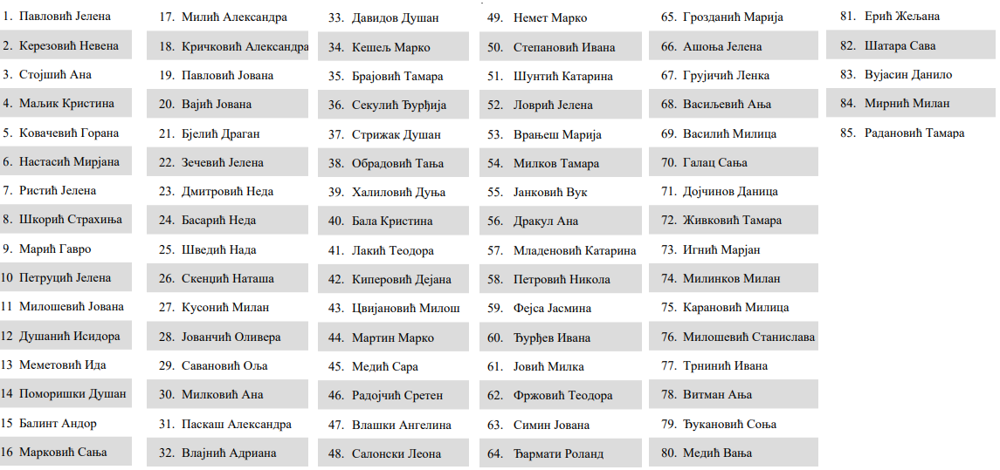 1. Павловић Јелена
2. Керезовић Невена
3. Стојшић Ана
4. Маљик Кристина
5. Ковачевић Горана
6. Настасић Мирјана
7. Ристић Јелена
8. Шкорић Страхиња
9. Марић Гавро
10 Петруцић Јелена
11 Милошевић Јована
12 Душанић Исидора
13 Меметовић Ида
14 Поморишки Душан
15 Балинт Андор
16 Марковић Сања
17. Милић Александра
18. Кричковић Александра
19. Павловић Јована
20. Вајић Јована
21. Бјелић Драган
22. Зечевић Јелена
23. Дмитровић Неда
24. Басарић Неда
25. Шведић Нада
26. Скенџић Наташа
27. Кусонић Милан
28. Јованчић Оливера
29. Савановић Оља
30. Милковић Ана
31. Паскаш Александра
32. Влајнић Адриана
33. Давидов Душан
34. Кешељ Марко
35. Брајовић Тамара
36. Секулић Ђурђија
37. Стрижак Душан
38. Обрадовић Тања
39. Халиловић Дуња
40. Бала Кристина
41. Лакић Теодора
42. Киперовић Дејана
43. Цвијановић Милош
44. Мартин Марко
45. Медић Сара
46. Радојчић Сретен
47. Влашки Ангелина
48. Салонски Леона
49. Немет Марко
50. Степановић Ивана
51. Шунтић Катарина
52. Ловрић Јелена
53. Врањеш Марија
54. Милков Тамара
55. Јанковић Вук
56. Дракул Ана
57. Младеновић Катарина
58. Петровић Никола
59. Фејса Јасмина
60. Ђурђев Ивана
61. Јовић Милка
62. Фржовић Теодора
63. Симин Јована
64. Ђармати Роланд
65. Грозданић Марија
66. Ашоња Јелена
67. Грујичић Ленка
68. Васиљевић Ања
69. Василић Милица
70. Галац Сања
71. Дојчинов Даница
72. Живковић Тамара
73. Игнић Марјан
74. Милинков Милан
75. Карановић Милица
76. Милошевић Станислава
77. Трнинић Ивана
78. Витман Ања
79. Ђукановић Соња
80. Медић Вања
81. Ерић Жељана
82. Шатара Сава
83. Вујасин Данило
84. Мирнић Милан
85. Радановић Тамара